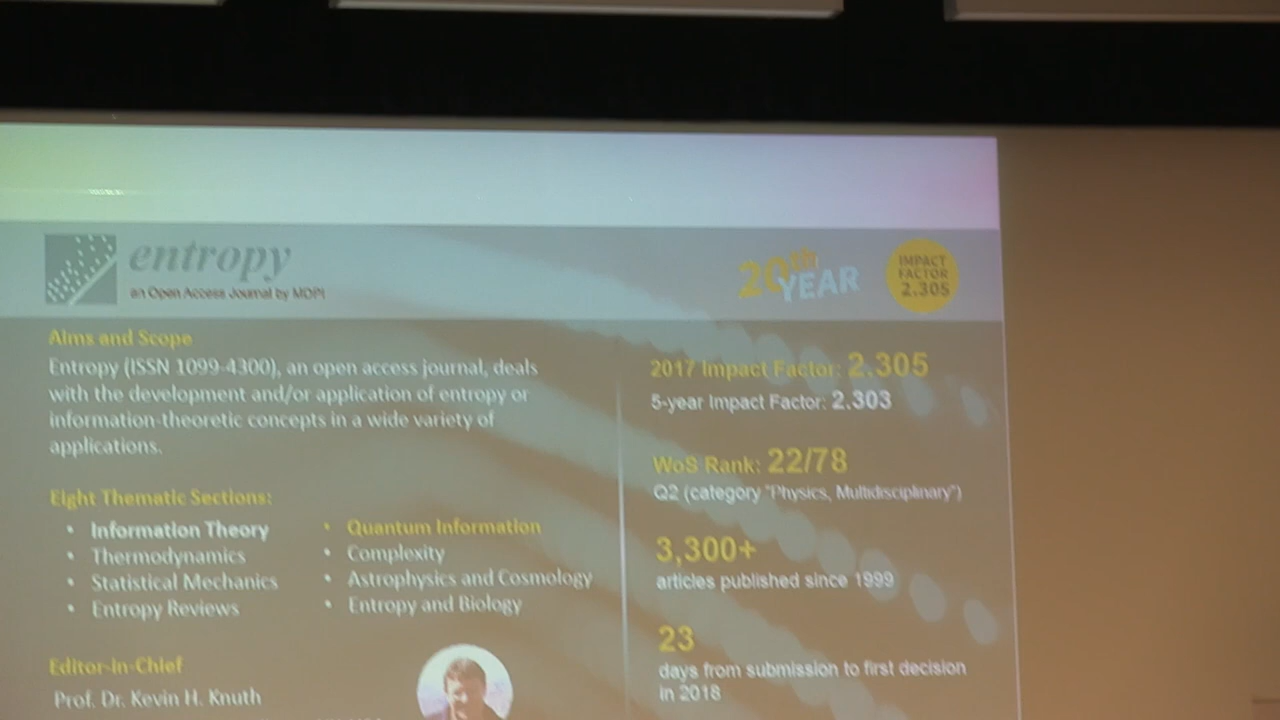 entropy
an Open Access Journal by MDPI
20th
YEAR
IMPACT
FACTOR
2.305
Aims and Scope
Entropy (ISSN 1099-4300), an open access journal, deals
with the development and/or application of entropy or
information-theoretic concepts in a wide variety of
applications.
Eight Thematic Sections:
• Information Theory
• Thermodynamics
• Statistical Mechanics
• Entropy Reviews
• Quantum Information
• Complexity
• Astrophysics and Cosmology
• Entropy and Biology
Editor-in-Chief
Prof. Dr. Kevin H. Knuth
2017 Impact Factor: 2.305
5-year Impact Factor: 2.303
WoS Rank: 22/78
Q2 (category "Physics, Multidisciplinary")
3,300+
articles published since 1999
23
days from submission to first decision
in 2018